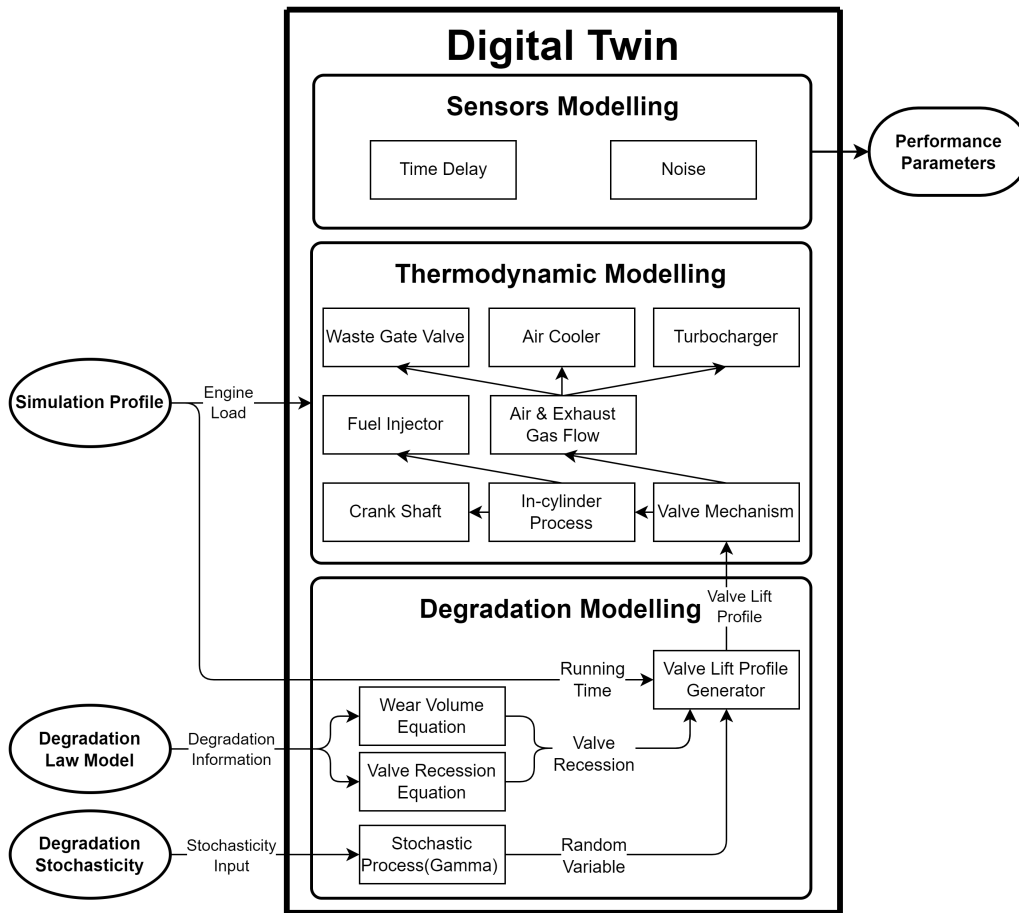 Digital Twin
Sensors Modelling
Time Delay
Noise
Performance
Parameters
Thermodynamic Modelling
Waste Gate Valve
Air Cooler
Turbocharger
Simulation Profile
Engine
Load
Fuel Injector
Air & Exhaust
Gas Flow
Crank Shaft
In-cylinder
Process
Valve Mechanism
Degradation Modelling
Valve Lift
Profile
Running
Time
Valve Lift Profile
Generator
Degradation
Law Model
Degradation
Information
Wear Volume
Equation
Valve Recession
Equation
Valve
Recession
Degradation
Stochasticity
Stochasticity
Input
Stochastic
Process(Gamma)
Random
Variable